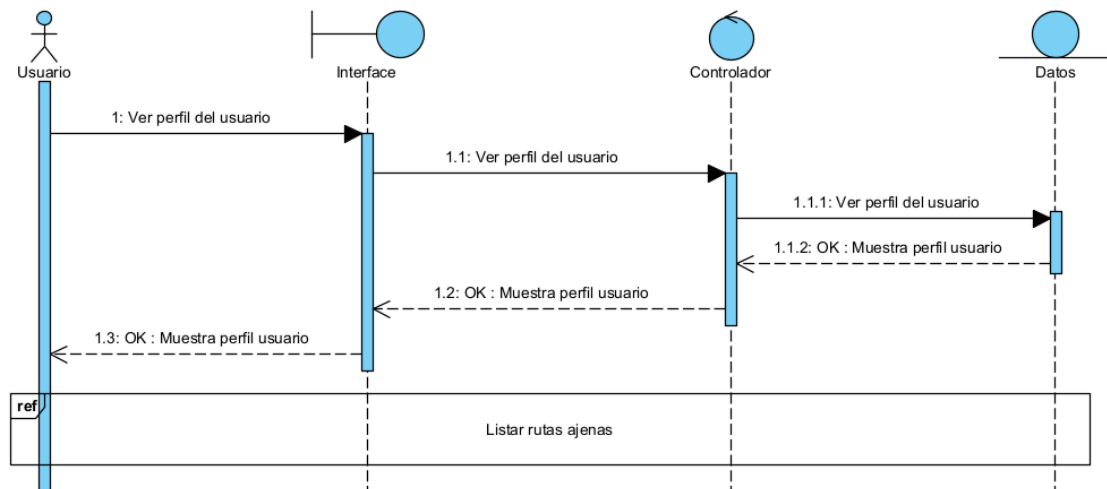 Usuario
Interface
Controlador
Datos
1: Ver perfil del usuario
1.1: Ver perfil del usuario
1.1.1: Ver perfil del usuario
1.1.2: OK : Muestra perfil usuario
1.2: OK : Muestra perfil usuario
1.3: OK : Muestra perfil usuario
ref
Listar rutas ajenas